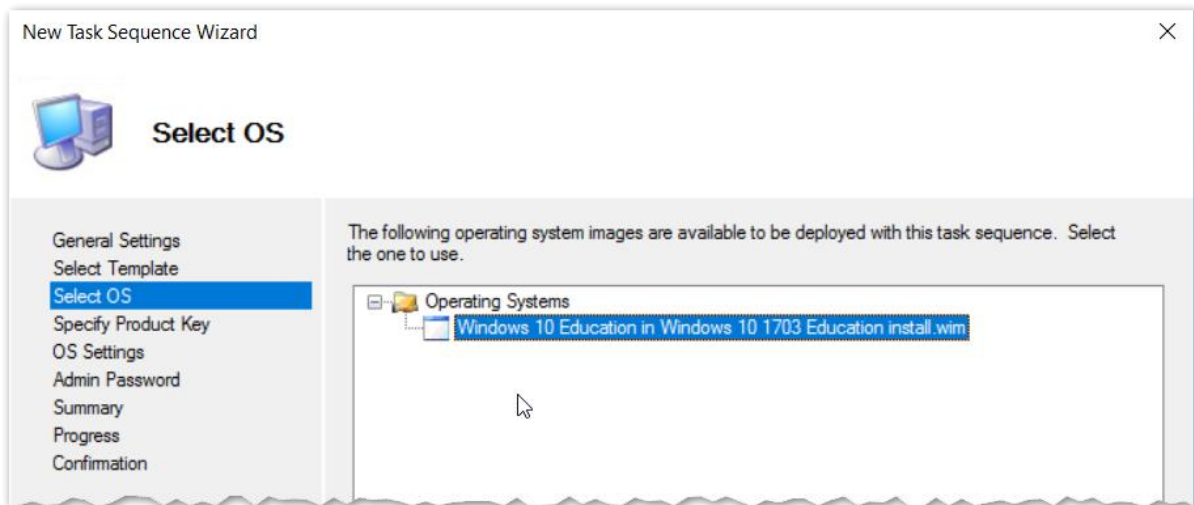 New Task Sequence Wizard
Select OS
General Settings
Select Template
Select OS
Specify Product Key
OS Settings
Admin Password
Summary
Progress
Confirmation
The following operating system images are available to be deployed with this task sequence.  Select
the one to use.
Operating Systems
Windows 10 Education in Windows 10 1703 Education install.wim